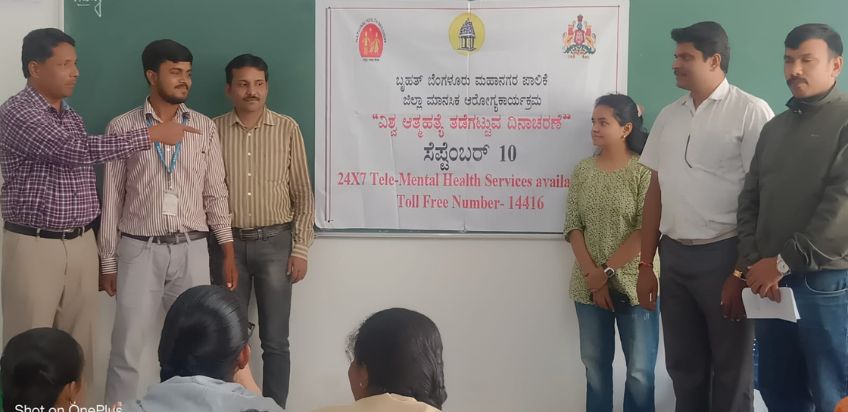 ಬೃಹತ್ ಬೆಂಗಳೂರು ಮಹಾನಗರ ಪಾಲಿಕೆ
ಜಿಲ್ಲಾ ಮಾನಸಿಕ ಆರೋಗ್ಯಕಾರ್ಯಕ್ರಮ
“ವಿಶ್ವ ಆತ್ಮಹತ್ಯೆ ತಡೆಗಟ್ಟುವ ದಿನಾಚರಣೆ”
ಸೆಪ್ಟೆಂಬರ್ 10
24X7 Tele-Mental Health Services availa
Toll Free Number- 14416
Shot on OnePlus